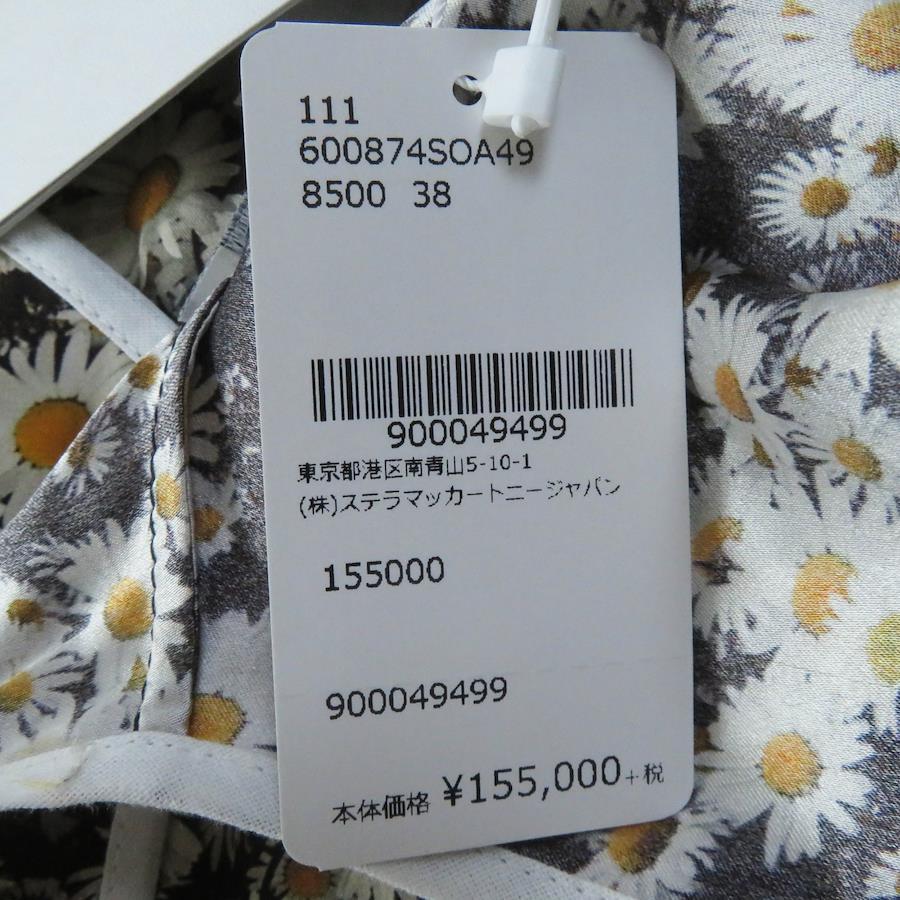 111
600874SOA49
8500 38
900049499
東京都港区南青山5-10-1
(株)ステラマッカートニージャパン
155000
900049499
本体価格 ¥155,000+税